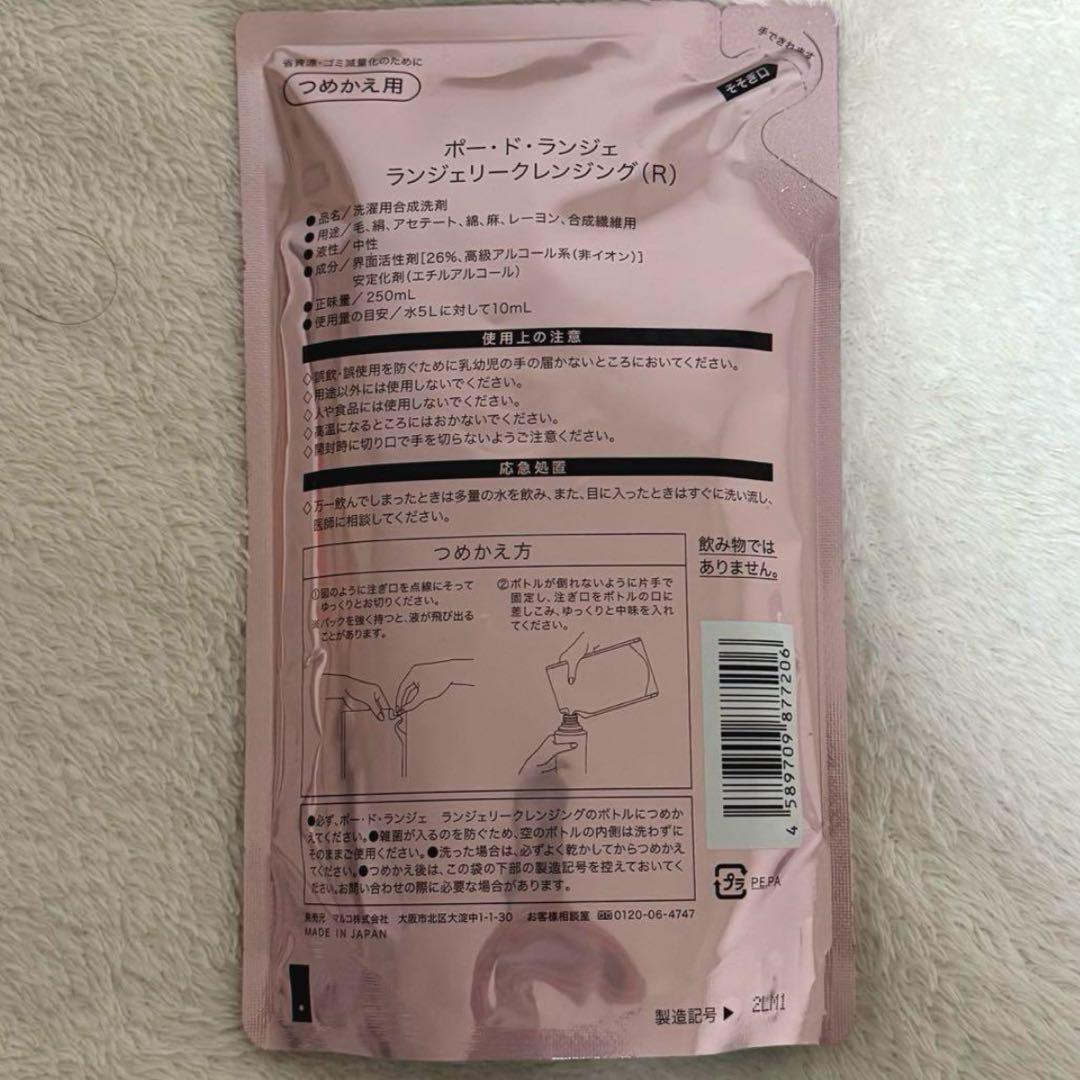 省資源・ゴミ減量化のために
つめかえ用
手できれます
そそぎ口
ポー・ド・ランジェ
ランジェリークレンジング(R)
●品名/洗濯用合成洗剤
●用途/毛、絹、アセテート、綿、麻、レーヨン、合成繊維用
●液性/中性
●成分/界面活性剤[26%、高級アルコール系(非イオン)]
安定化剤(エチルアルコール)
●正味量/250mL
●使用量の目安/水5Lに対して10mL
使用上の注意
◇誤飲・誤使用を防ぐために乳幼児の手の届かないところにおいてください。
◇用途以外には使用しないでください。
◇人や食品には使用しないでください。
◇高温になるところにはおかないでください。
◇開封時に切り口で手を切らないようご注意ください。
応急処置
◇万一飲んでしまったときは多量の水を飲み、また、目に入ったときはすぐに洗い流し、
医師に相談してください。
つめかえ方
①図のように注ぎ口を点線にそって
ゆっくりとお切りください。
※パックを強く持つと、液が飛び出る
ことがあります。
②ボトルが倒れないように片手で
固定し、注ぎ口をボトルの口に
差しこみ、ゆっくりと中味を入れ
てください。
飲み物では
ありません。
4 589709 877206
●必ず、ポー・ド・ランジェ ランジェリークレンジングのボトルにつめか
えてください。●雑菌が入るのを防ぐため、空のボトルの内側は洗わずに
そのままご使用ください。●洗った場合は、必ずよく乾かしてからつめかえ
てください。●つめかえ後は、この袋の下部の製造記号を控えておいてく
ださい。お問い合わせの際に必要な場合があります。
プラ PE,PA
発売元 マルコ株式会社 大阪市北区大淀中1-1-30 お客様相談室 0120-06-4747
MADE IN JAPAN
製造記号▶ 2LM1